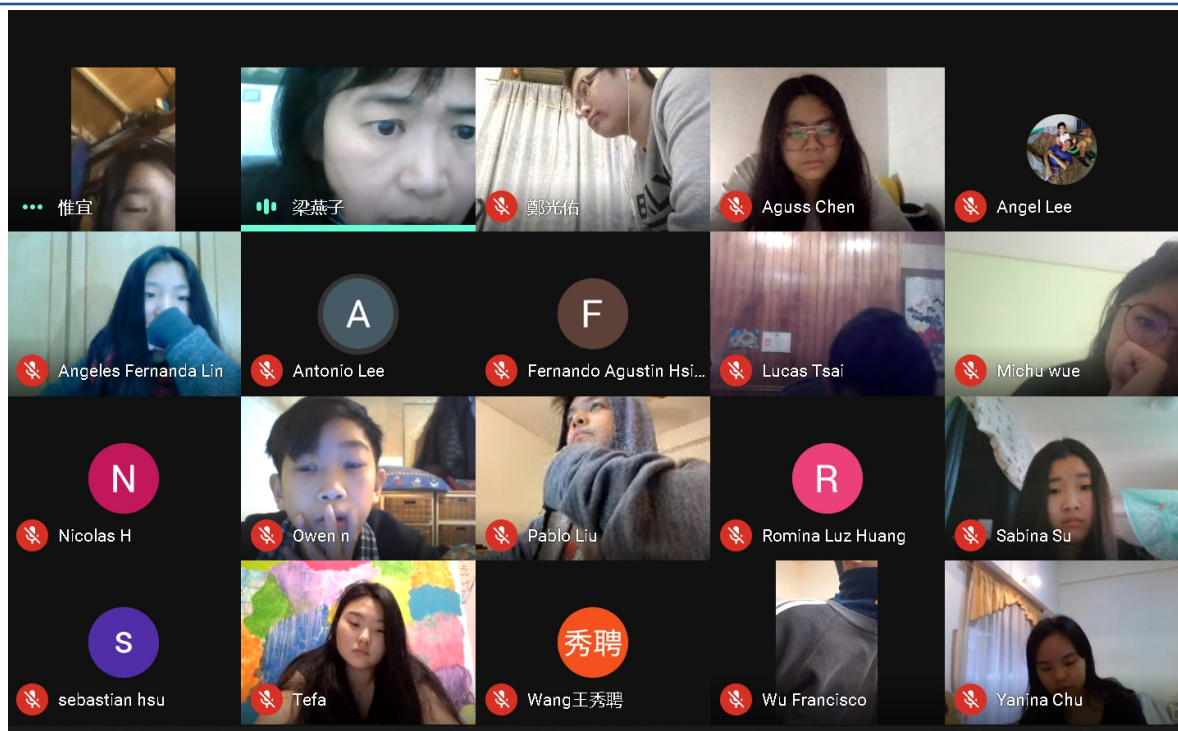 惟宜
梁燕子
鄭光佑
Aguss Chen
Angel Lee
Angeles Fernanda Lin
A
Antonio Lee
F
Fernando Agustin Hsi...
Lucas Tsai
Michu wue
N
Nicolas H
Owen n
Pablo Liu
R
Romina Luz Huang
Sabina Su
s
sebastian hsu
Tefa
秀聘
Wang王秀聘
Wu Francisco
Yanina Chu